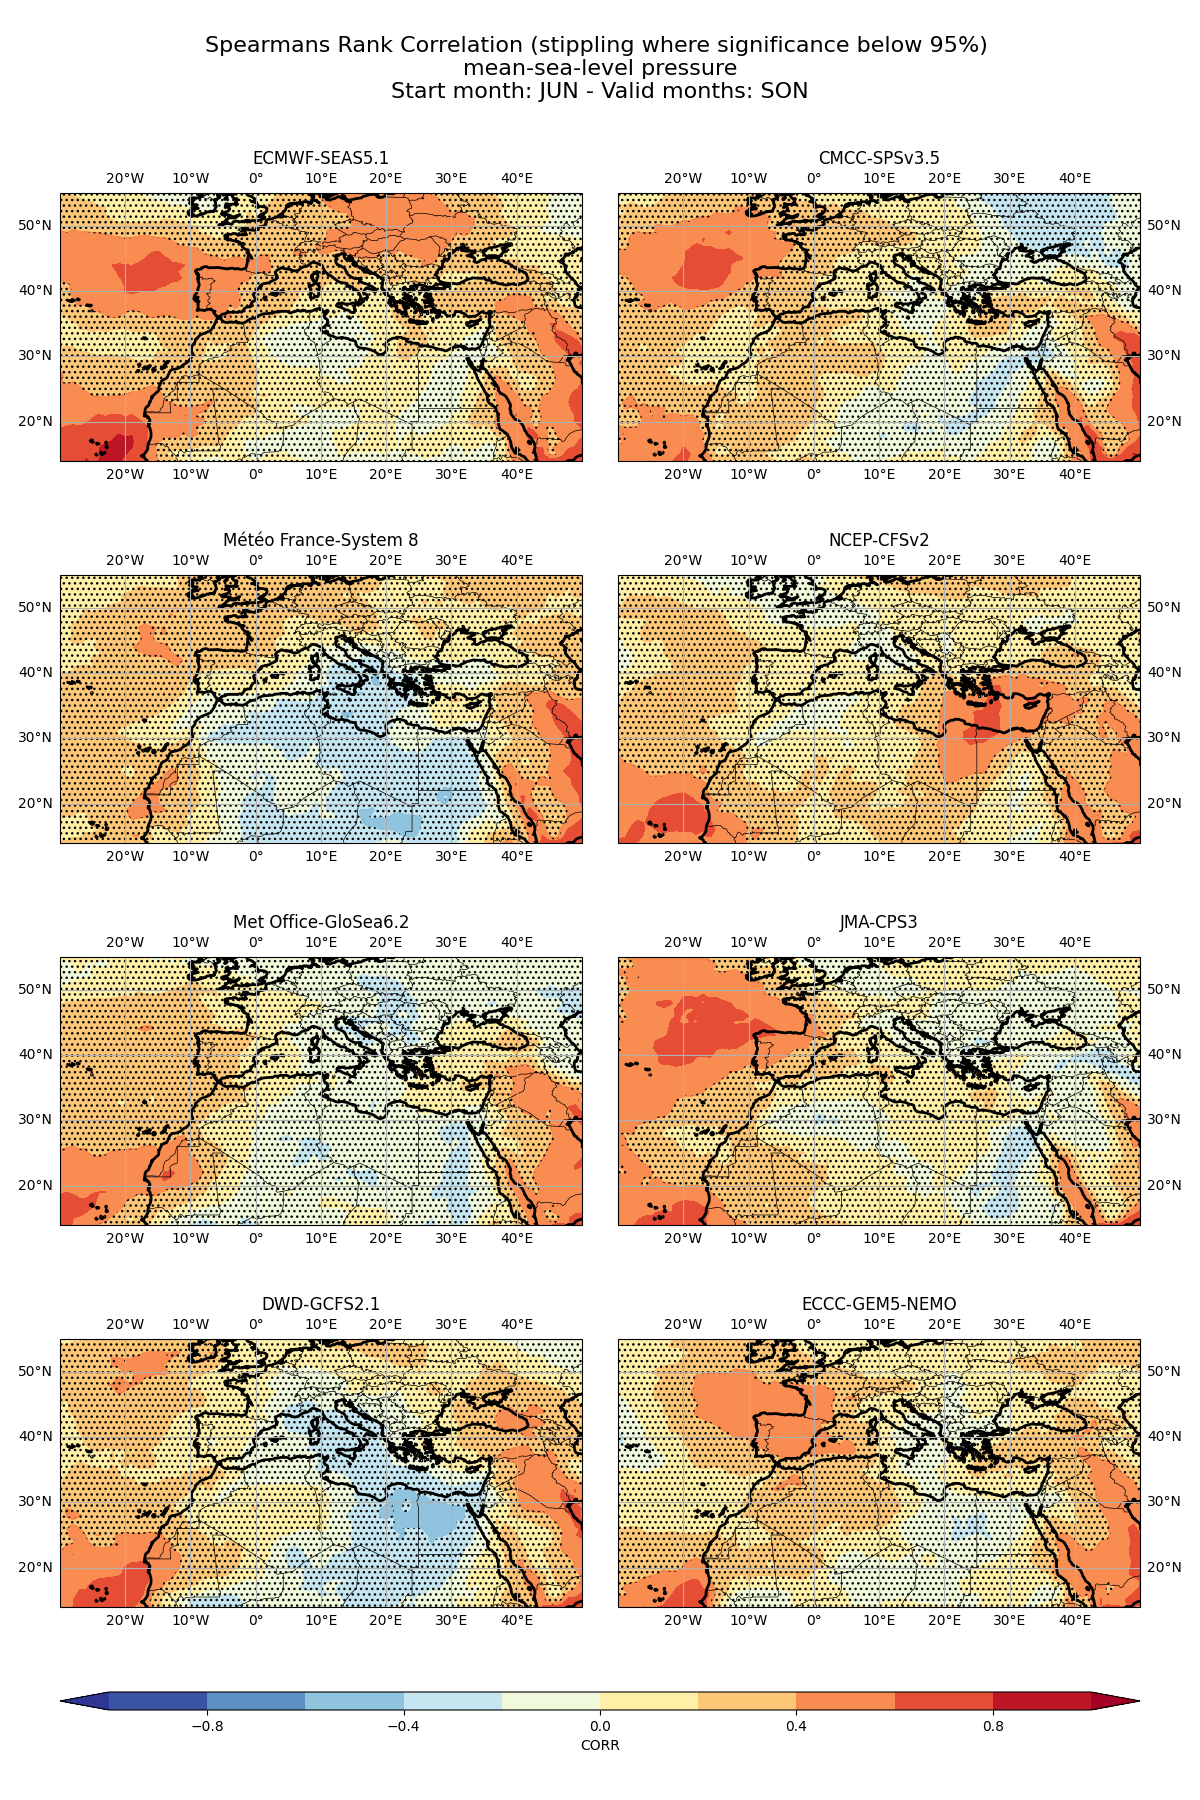 Spearmans Rank Correlation (stippling where significance below 95%)
mean-sea-level pressure
Start month: JUN - Valid months: SON
ECMWF-SEAS5.1
20°W 10°W 0° 10°E 20°E 30°E 40°E
50°N
40°N
30°N
20°N
20°W 10°W 0° 10°E 20°E 30°E 40°E
CMCC-SPSv3.5
20°W 10°W 0° 10°E 20°E 30°E 40°E
50°N
40°N
30°N
20°N
20°W 10°W 0° 10°E 20°E 30°E 40°E
Météo France-System 8
20°W 10°W 0° 10°E 20°E 30°E 40°E
50°N
40°N
30°N
20°N
20°W 10°W 0° 10°E 20°E 30°E 40°E
NCEP-CFSv2
20°W 10°W 0° 10°E 20°E 30°E 40°E
50°N
40°N
30°N
20°N
20°W 10°W 0° 10°E 20°E 30°E 40°E
Met Office-GloSea6.2
20°W 10°W 0° 10°E 20°E 30°E 40°E
50°N
40°N
30°N
20°N
20°W 10°W 0° 10°E 20°E 30°E 40°E
JMA-CPS3
20°W 10°W 0° 10°E 20°E 30°E 40°E
50°N
40°N
30°N
20°N
20°W 10°W 0° 10°E 20°E 30°E 40°E
DWD-GCFS2.1
20°W 10°W 0° 10°E 20°E 30°E 40°E
50°N
40°N
30°N
20°N
20°W 10°W 0° 10°E 20°E 30°E 40°E
ECCC-GEM5-NEMO
20°W 10°W 0° 10°E 20°E 30°E 40°E
50°N
40°N
30°N
20°N
20°W 10°W 0° 10°E 20°E 30°E 40°E
−0.8 −0.4 0.0 0.4 0.8
CORR